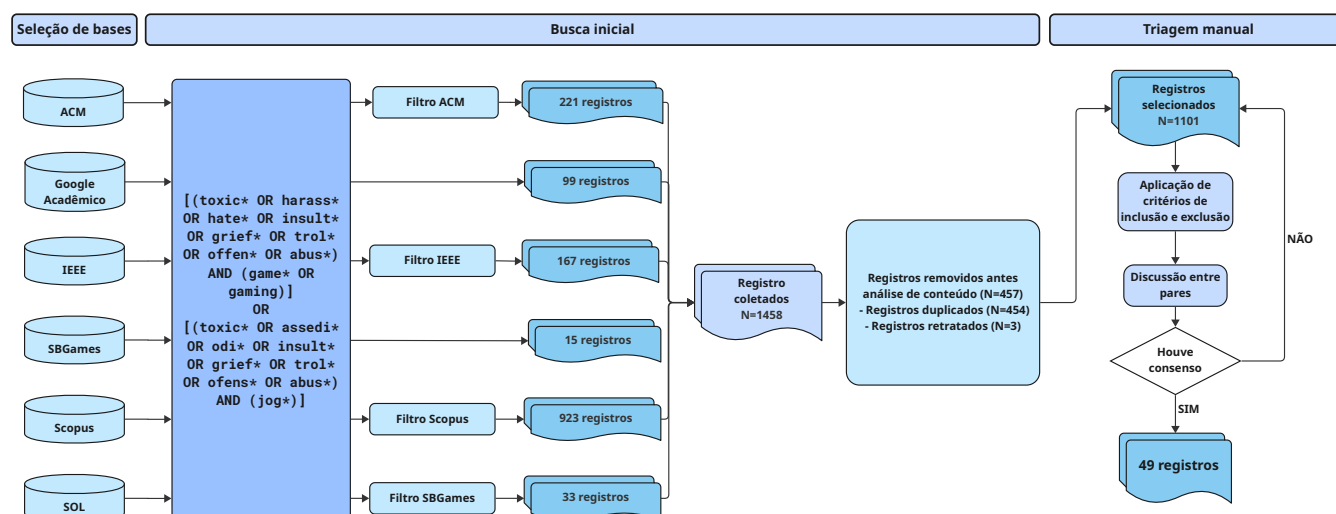 Seleção de bases
Busca inicial
Triagem manual
ACM
Google
Acadêmico
IEEE
SBGames
Scopus
SOL
[(toxic* OR harass*
OR hate* OR insult*
OR grief* OR trol*
OR offen* OR abus*)
AND (game* OR
gaming)]
OR
[(toxic* OR assedi*
OR odi* OR insult*
OR grief* OR trol*
OR ofens* OR abus*)
AND (jog*)]
Filtro ACM
Filtro IEEE
Filtro Scopus
Filtro SBGames
221 registros
99 registros
167 registros
15 registros
923 registros
33 registros
Registro
coletados
N=1458
Registros removidos antes
análise de conteúdo (N=457)
- Registros duplicados (N=454)
- Registros retratados (N=3)
Registros
selecionados
N=1101
Aplicação de
critérios de
inclusão e exclusão
Discussão entre
pares
Houve
consenso
NÃO
SIM
49 registros